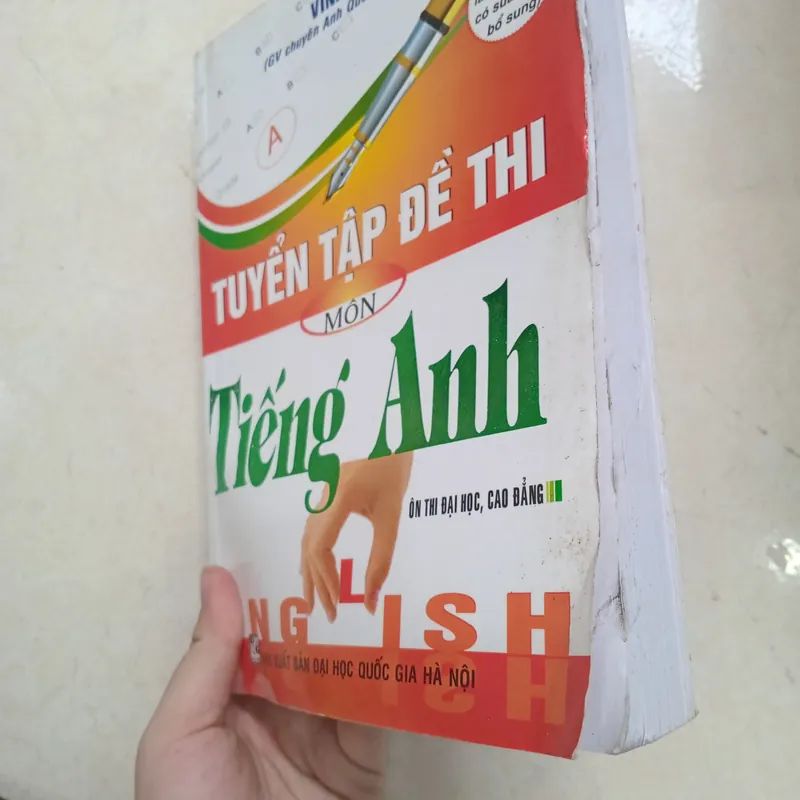 (GV chuyên Anh
có sửa
bổ sung)
A
TUYỂN TẬP ĐỀ THI
MÔN
Tiếng Anh
ÔN THI ĐẠI HỌC, CAO ĐẲNG
NGLISH
XUẤT BẢN ĐẠI HỌC QUỐC GIA HÀ NỘI